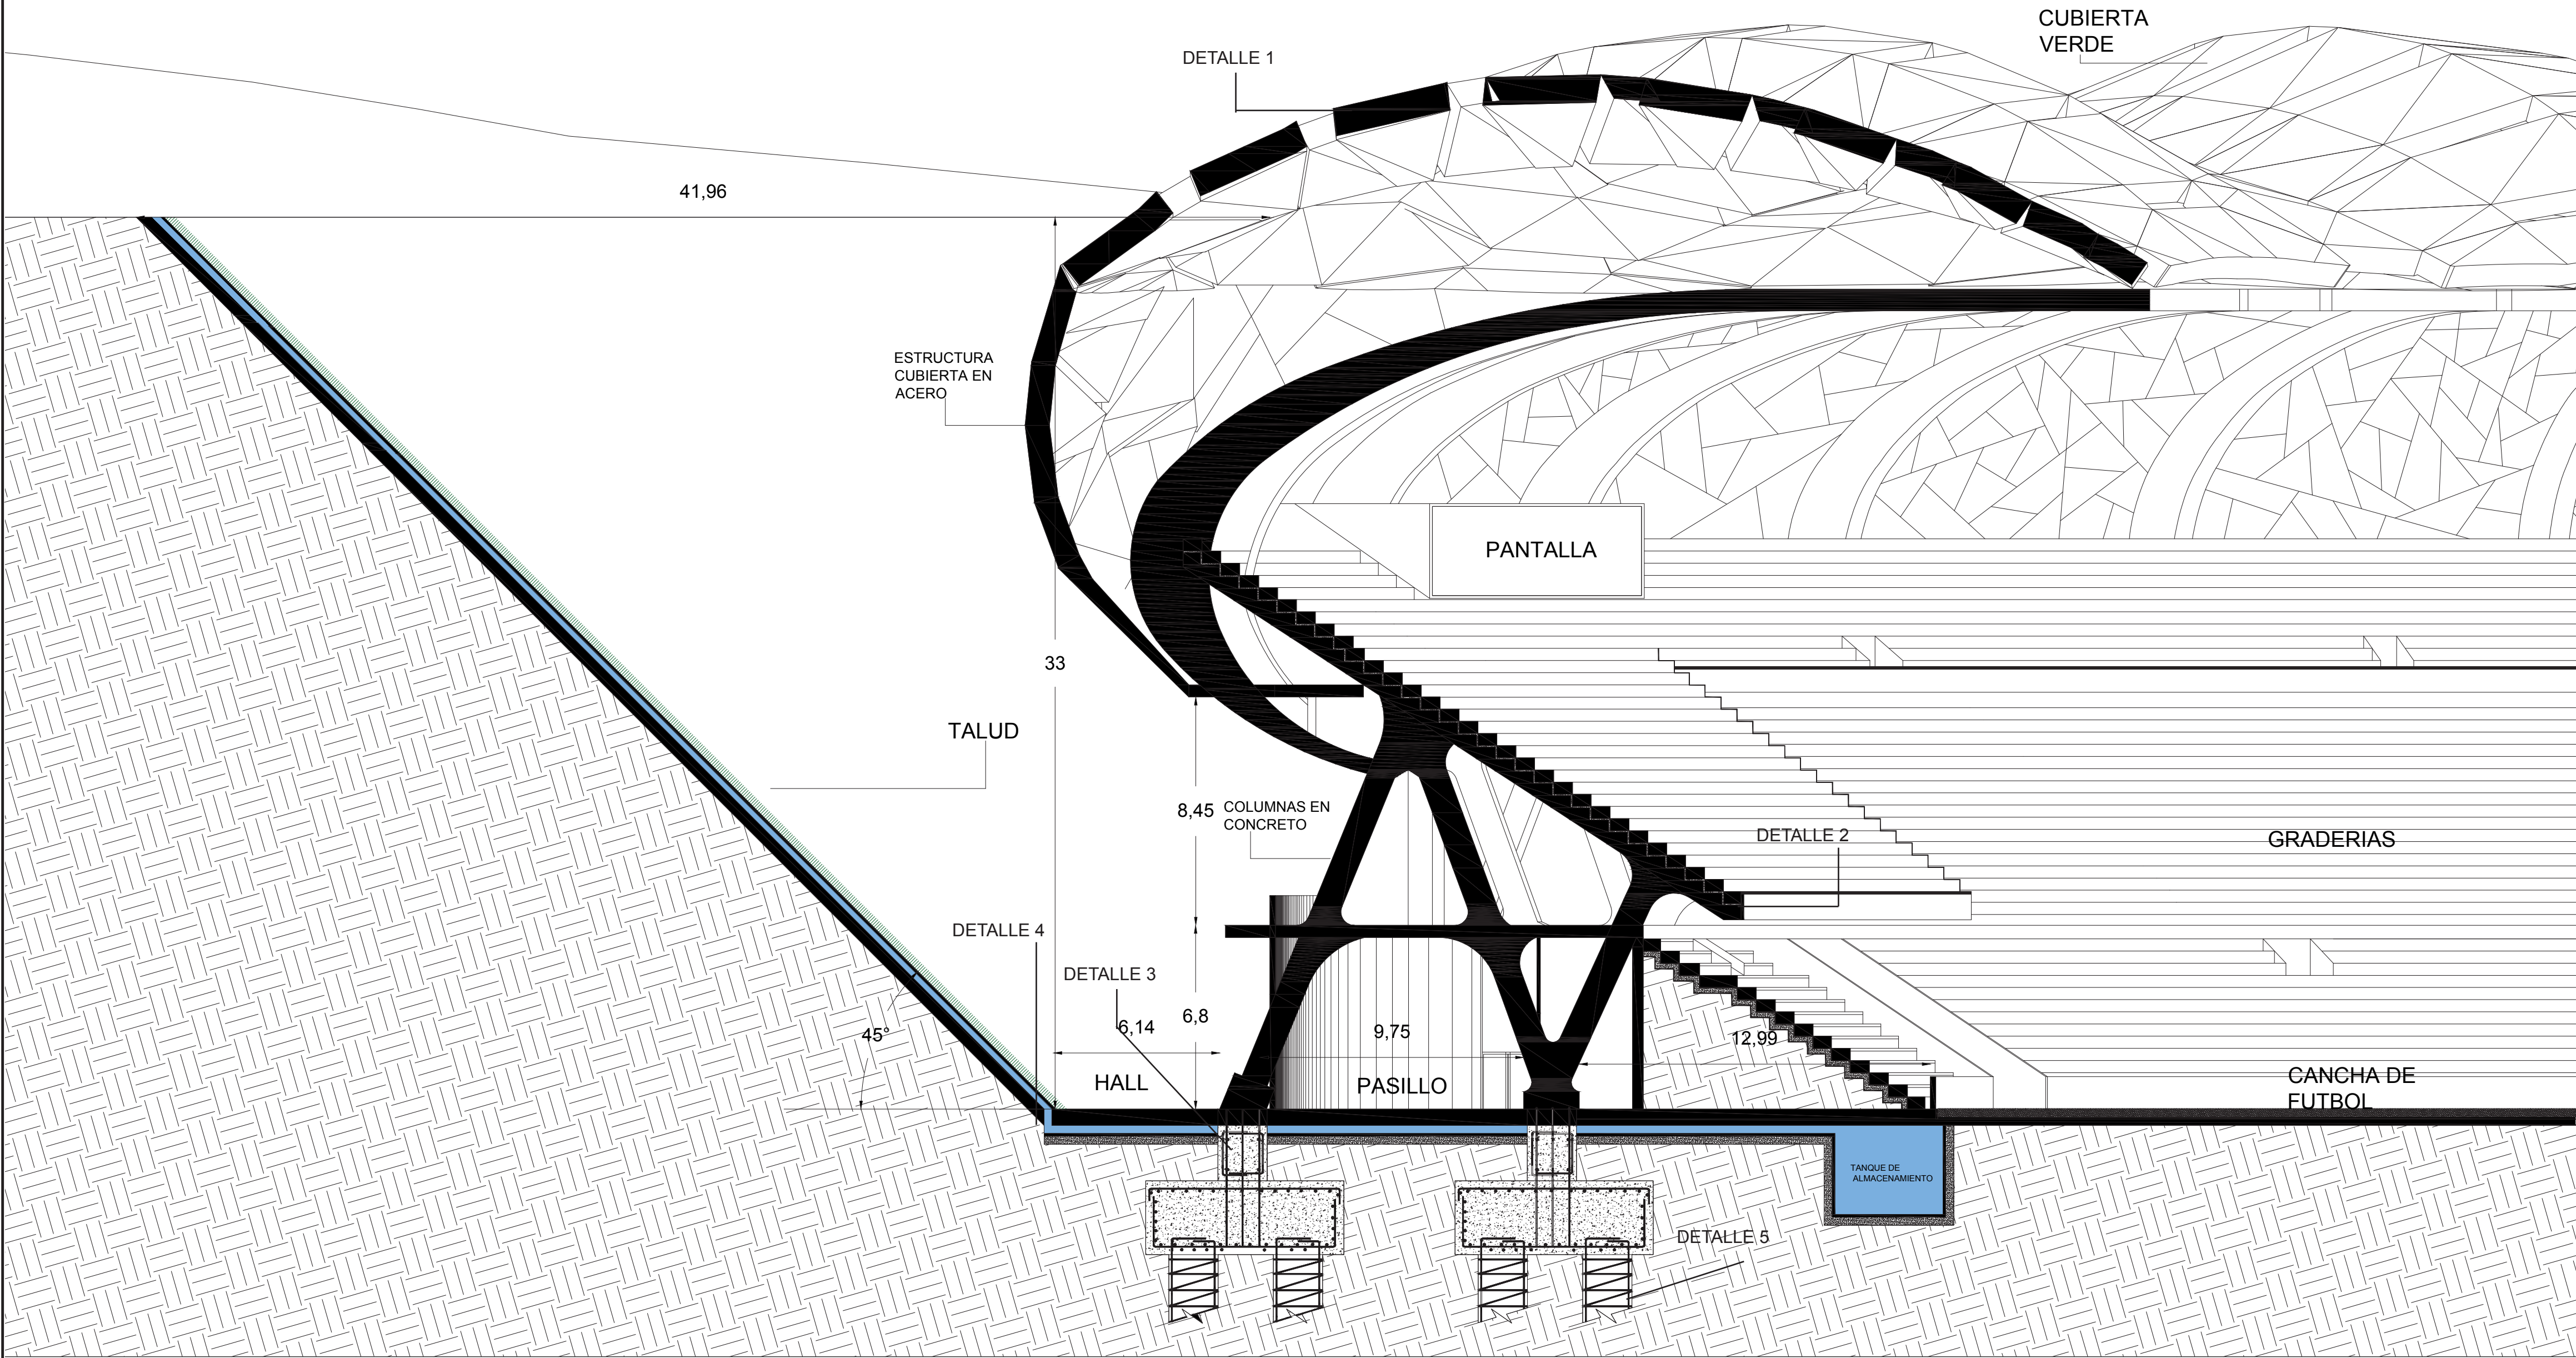 CUBIERTA
VERDE
DETALLE 1
41,96
ESTRUCTURA
CUBIERTA EN
ACERO
PANTALLA
33
TALUD
8,45
COLUMNAS EN
CONCRETO
DETALLE 2
GRADERIAS
DETALLE 4
DETALLE 3
6,14
6,8
9,75
12,99
45°
HALL
PASILLO
CANCHA DE
FUTBOL
TANQUE DE
ALMACENAMIENTO
DETALLE 5